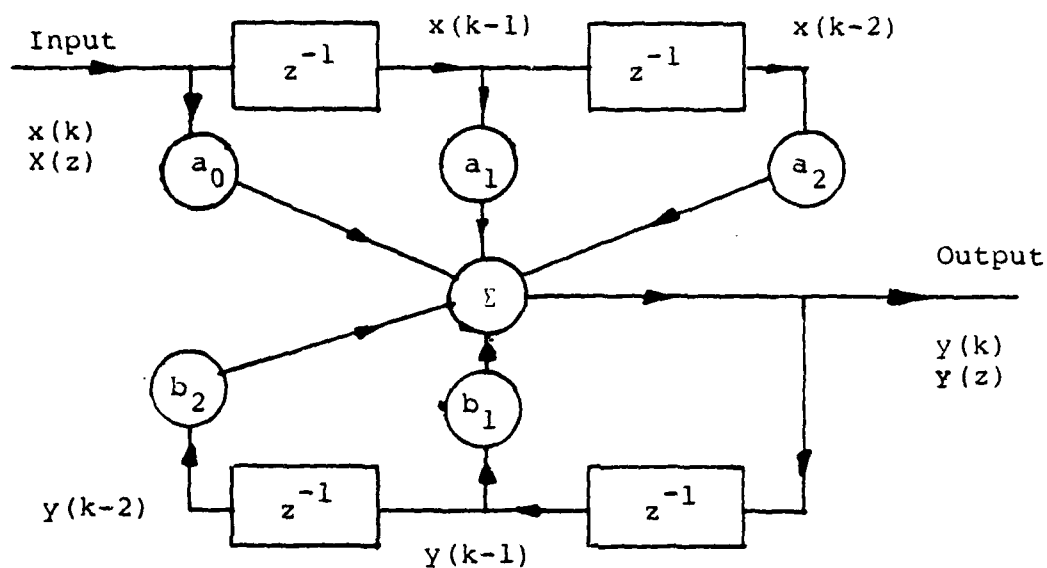 Input
x(k-1)
x(k-2)
z⁻¹
z⁻¹
x(k)
X(z)
a₀
a₁
a₂
Output
Σ
y(k)
Y(z)
b₂
b₁
z⁻¹
z⁻¹
y(k-2)
y(k-1)